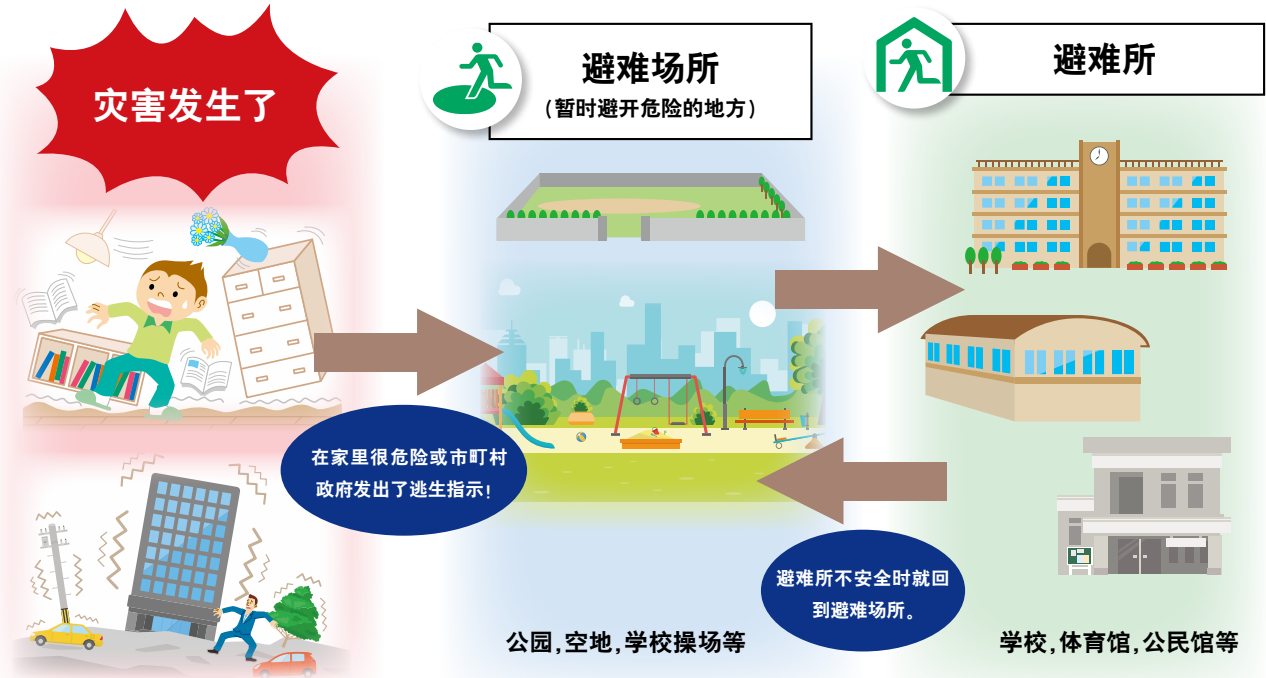 灾害发生了
避难场所
（暂时避开危险的地方）
避难所
在家里很危险或市町村
政府发出了逃生指示！
避难所不安全时就回
到避难场所。
公园,空地,学校操场等
学校,体育馆,公民馆等